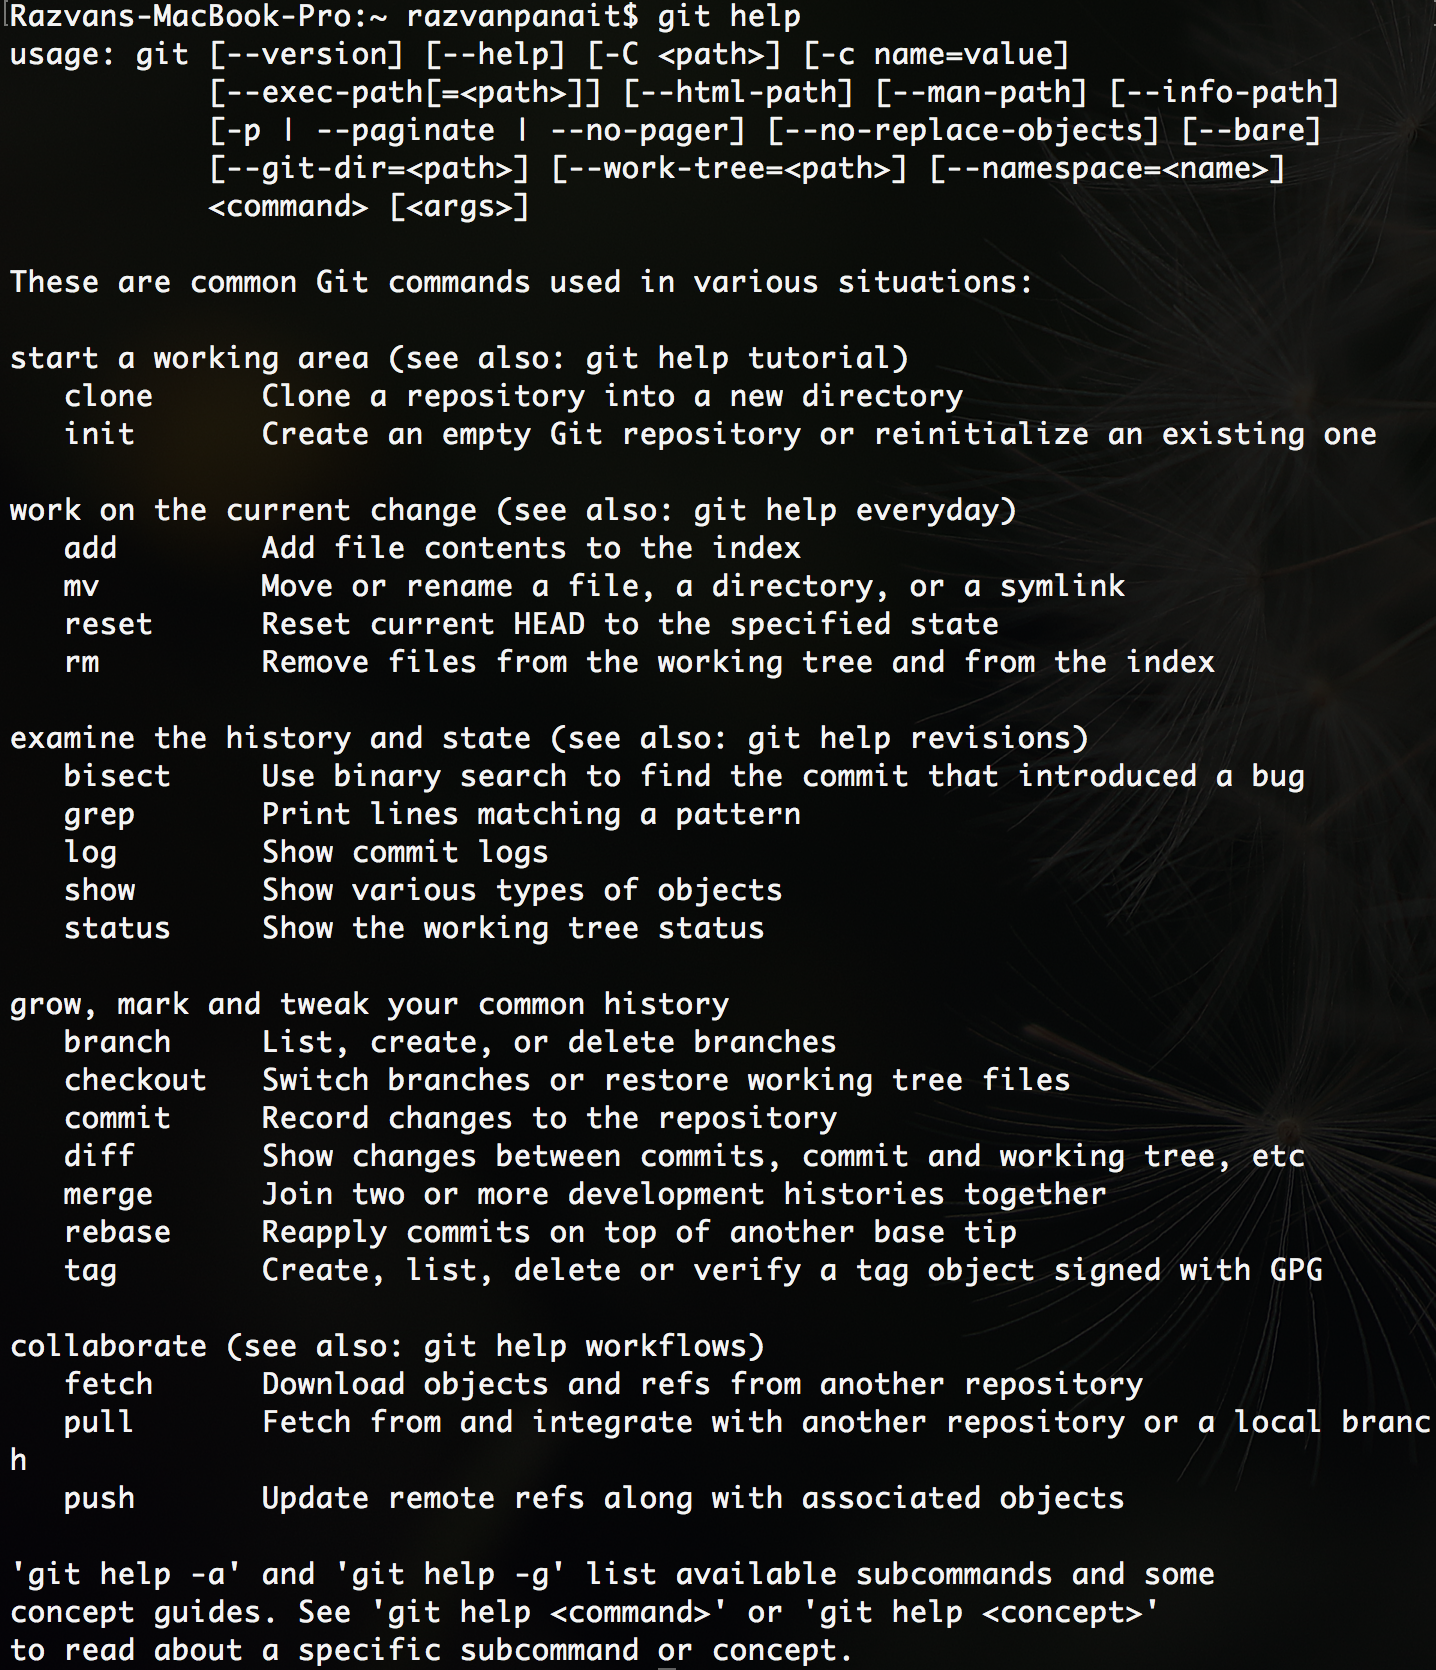 Razvans-MacBook-Pro:~ razvanpanait$ git help
usage: git [--version] [--help] [-C <path>] [-c name=value]
           [--exec-path[=<path>]] [--html-path] [--man-path] [--info-path]
           [-p | --paginate | --no-pager] [--no-replace-objects] [--bare]
           [--git-dir=<path>] [--work-tree=<path>] [--namespace=<name>]
           <command> [<args>]

These are common Git commands used in various situations:

start a working area (see also: git help tutorial)
   clone      Clone a repository into a new directory
   init       Create an empty Git repository or reinitialize an existing one

work on the current change (see also: git help everyday)
   add        Add file contents to the index
   mv         Move or rename a file, a directory, or a symlink
   reset      Reset current HEAD to the specified state
   rm         Remove files from the working tree and from the index

examine the history and state (see also: git help revisions)
   bisect     Use binary search to find the commit that introduced a bug
   grep       Print lines matching a pattern
   log        Show commit logs
   show       Show various types of objects
   status     Show the working tree status

grow, mark and tweak your common history
   branch     List, create, or delete branches
   checkout   Switch branches or restore working tree files
   commit     Record changes to the repository
   diff       Show changes between commits, commit and working tree, etc
   merge      Join two or more development histories together
   rebase     Reapply commits on top of another base tip
   tag        Create, list, delete or verify a tag object signed with GPG

collaborate (see also: git help workflows)
   fetch      Download objects and refs from another repository
   pull       Fetch from and integrate with another repository or a local branc
h
   push       Update remote refs along with associated objects

'git help -a' and 'git help -g' list available subcommands and some
concept guides. See 'git help <command>' or 'git help <concept>'
to read about a specific subcommand or concept.